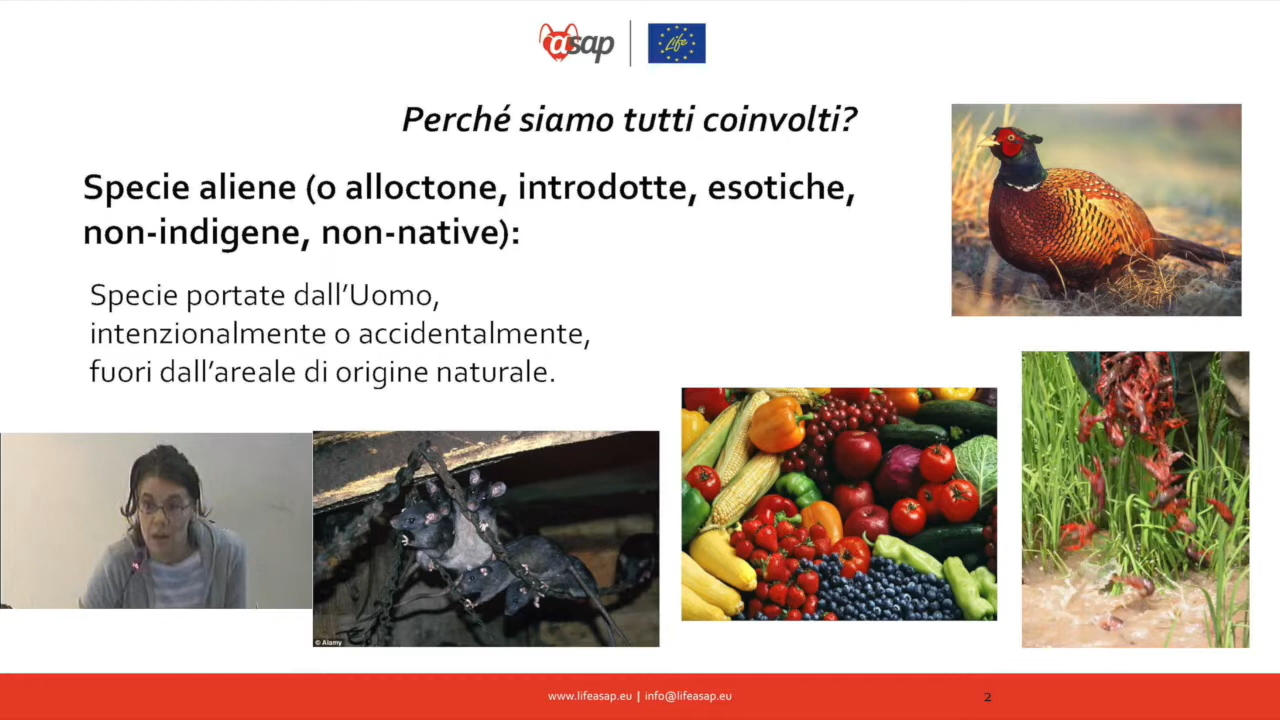 asap
Life
Perché siamo tutti coinvolti?
Specie aliene (o alloctone, introdotte, esotiche,
non-indigene, non-native):
Specie portate dall'Uomo,
intenzionalmente o accidentalmente,
fuori dall'areale di origine naturale.
© Alamy
www.lifeasap.eu | info@lifeasap.eu
2